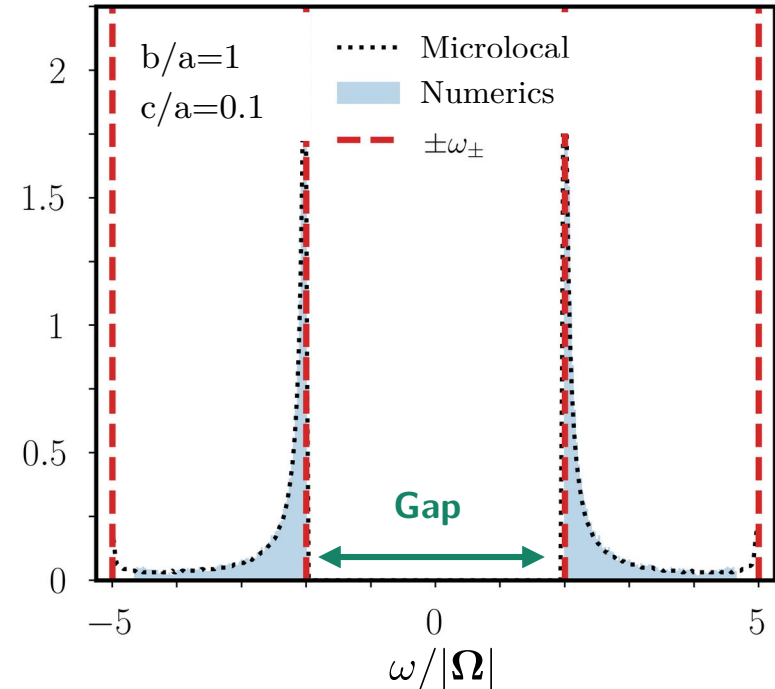 2
b/a=1
c/a=0.1
Microlocal
Numerics
±ω±
1.5
1
0.5
Gap
0
−5
0
5
ω/|Ω|